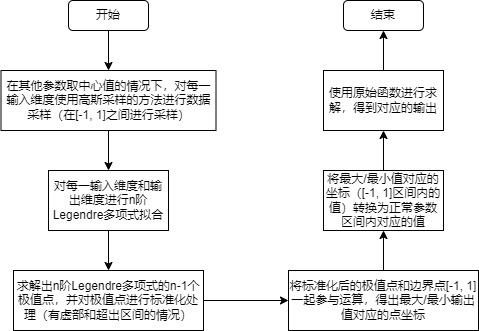 开始
在其他参数取中心值的情况下，对每一
输入维度使用高斯采样的方法进行数据
采样（在[-1, 1]之间进行采样）
对每一输入维度和输
出维度进行n阶
Legendre多项式拟合
求解出n阶Legendre多项式的n-1个
极值点，并对极值点进行标准化处
理（有虚部和超出区间的情况）
将标准化后的极值点和边界点[-1, 1]
一起参与运算，得出最大/最小输出
值对应的点坐标
将最大/最小值对应的
坐标（[-1, 1]区间内的
值）转换为正常参数
区间内对应的值
使用原始函数进行求
解，得到对应的输出
结束